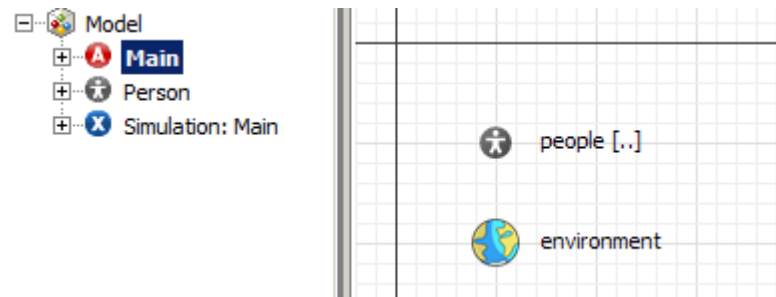 Model
Main
Person
Simulation: Main
people [..]
environment